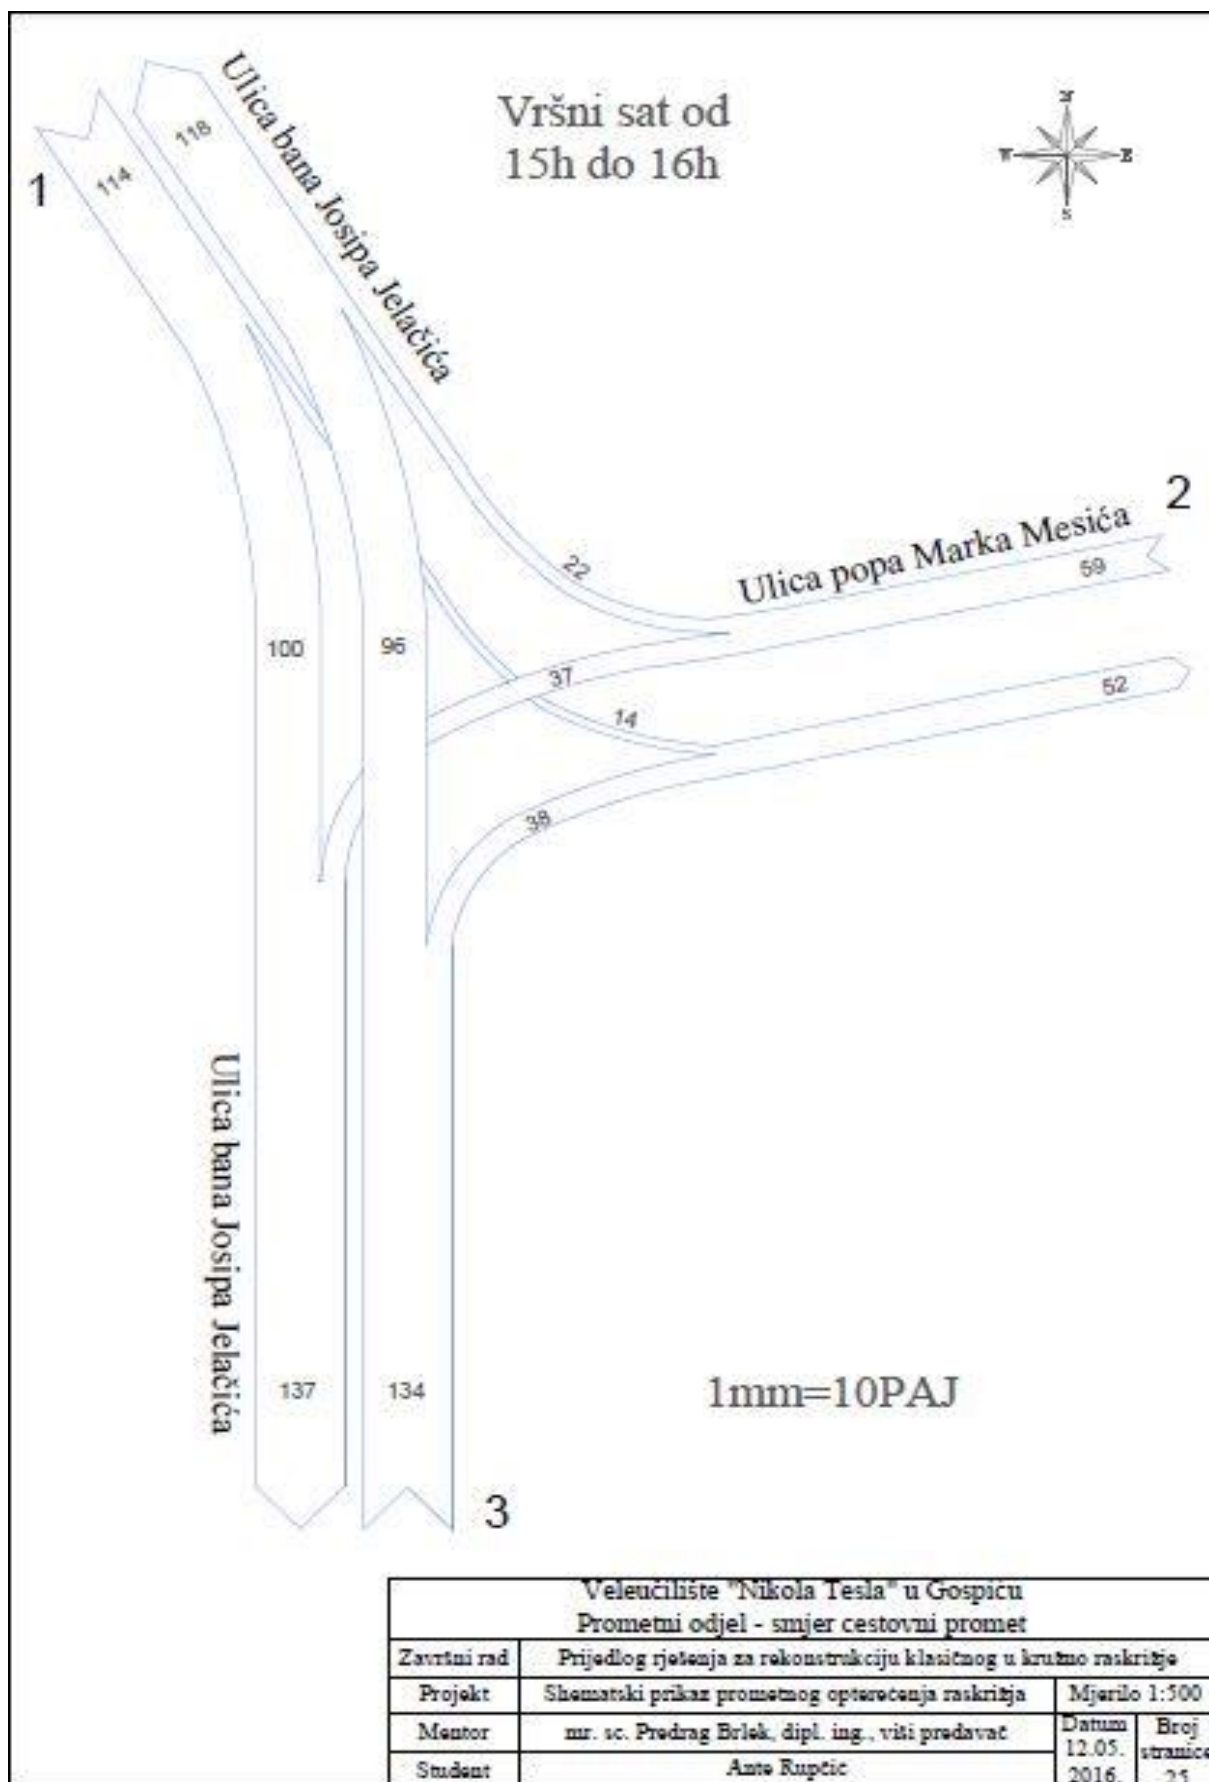 Vršni sat od
15h do 16h
N
W
E
S
1
114
118
Ulica bana Josipa Jelačića
2
Ulica popa Marka Mesića
59
22
100
96
37
14
52
38
Ulica bana Josipa Jelačića
137
134
1mm=10PAJ
3
Veleučilište "Nikola Tesla" u Gospiću
Prometni odjel - smjer cestovni promet
Završni rad
Prijedlog rješenja za rekonstrukciju klasičnog u kružno raskrižje
Projekt
Shematski prikaz prometnog opterećenja raskrižja
Mjerilo 1:500
Mentor
mr. sc. Predrag Brlek, dipl. ing., viši predavač
Datum
12.05.
2016.
Broj
stranice
25
Student
Ante Rupčić